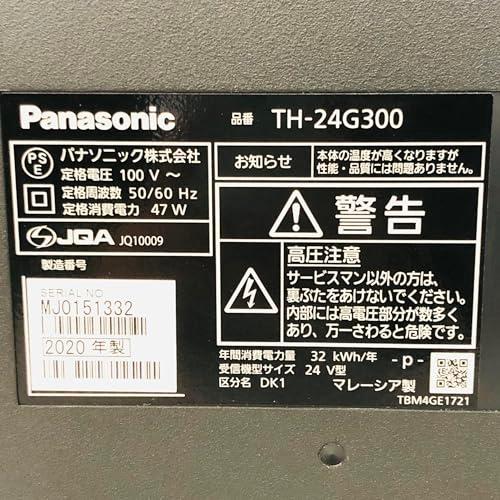 Panasonic
品番 TH-24G300
PS
E
パナソニック株式会社
定格電圧 100 V ～
定格周波数 50/60 Hz
定格消費電力 47 W
JQA JQ10009
お知らせ
本体の温度が高くなりますが
性能・品質には問題ありません。
警告
高圧注意
サービスマン以外の方は、
裏ぶたをあけないでください。
内部には高電圧部分が数多く
あり、万一さわると危険です。
製造番号
SERIAL NO
MJ0151332
2020 年製
年間消費電力量 32 kWh/年
受信機型サイズ 24 V型
区分名 DK1
-p-
マレーシア製
TBM4GE1721